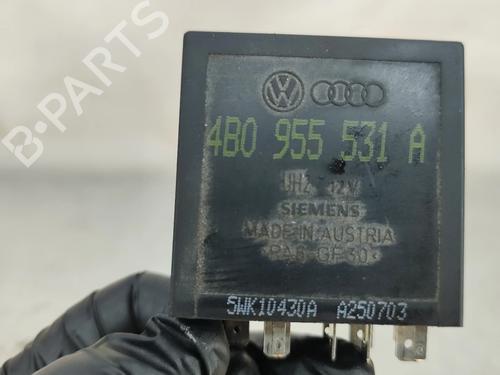 4B0 955 531 A
12V
SIEMENS
MADE IN AUSTRIA
PA6-GF30
5WK10430A A250703
B-PARTS